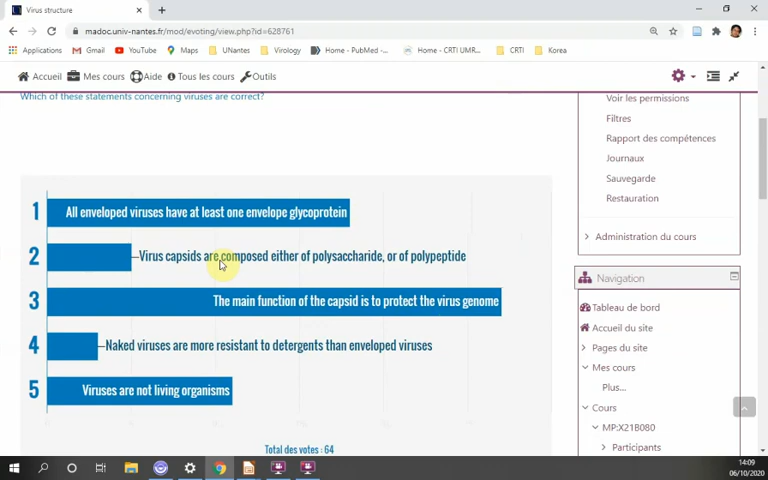 Virus structure
madoc.univ-nantes.fr/mod/evoting/view.php?id=628761
Applications
Gmail
YouTube
Maps
UNantes
Virology
Home - PubMed -...
Home - CRTI UMR...
CRTI
Korea
Accueil
Mes cours
Aide
Tous les cours
Outils
Which of these statements concerning viruses are correct?
1
All enveloped viruses have at least one envelope glycoprotein
2
Virus capsids are composed either of polysaccharide, or of polypeptide
3
The main function of the capsid is to protect the virus genome
4
Naked viruses are more resistant to detergents than enveloped viruses
5
Viruses are not living organisms
Total des votes : 64
Voir les permissions
Filtres
Rapport des compétences
Journaux
Sauvegarde
Restauration
Administration du cours
Navigation
Tableau de bord
Accueil du site
Pages du site
Mes cours
Plus...
Cours
MP:X21B080
Participants
14:09
06/10/2020